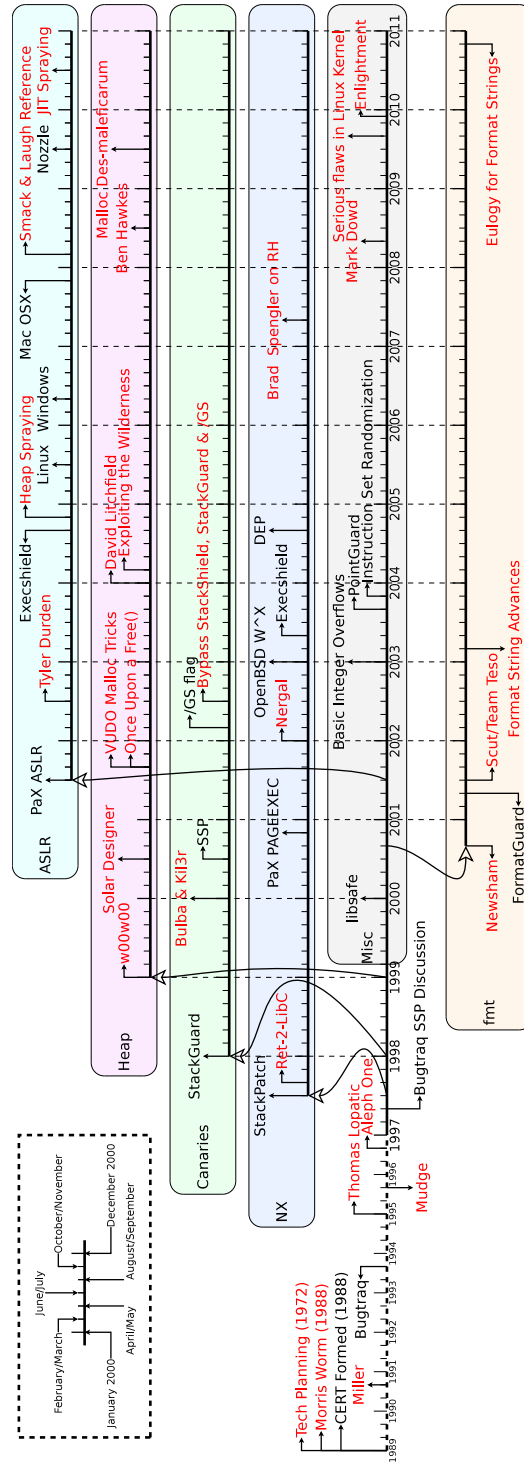 February/March
June/July
October/November
January 2000
April/May
August/September
December 2000
ASLR
PaX ASLR
Tyler Durden
Execshield
Heap Spraying
Linux
Windows
Mac OSX
Smack & Laugh Reference
Nozzle
JIT Spraying
Heap
w00w00
Solar Designer
VUDO Malloc Tricks
Once Upon a Free()
David Litchfield
Exploiting the Wilderness
Ben Hawkes
Malloc Des-maleficarum
Canaries
StackGuard
Bulba & Kil3r
SSP
/GS flag
Bypass StackShield, StackGuard & /GS
NX
StackPatch
Ret-2-LibC
PaX PAGEEXEC
Nergal
OpenBSD W^X
Execshield
DEP
Brad Spengler on RH
Misc
libsafe
Basic Integer Overflows
PointGuard
Instruction Set Randomization
Mark Dowd
Serious flaws in Linux Kernel
Enlightment
Tech Planning (1972)
Morris Worm (1988)
CERT Formed (1988)
Miller
Bugtraq
Thomas Lopatic
Aleph One
Mudge
Bugtraq SSP Discussion
1989
1990
1991
1992
1993
1994
1995
1996
1997
1998
1999
2000
2001
2002
2003
2004
2005
2006
2007
2008
2009
2010
2011
fmt
Newsham
FormatGuard
Scut/Team Teso
Format String Advances
Eulogy for Format Strings